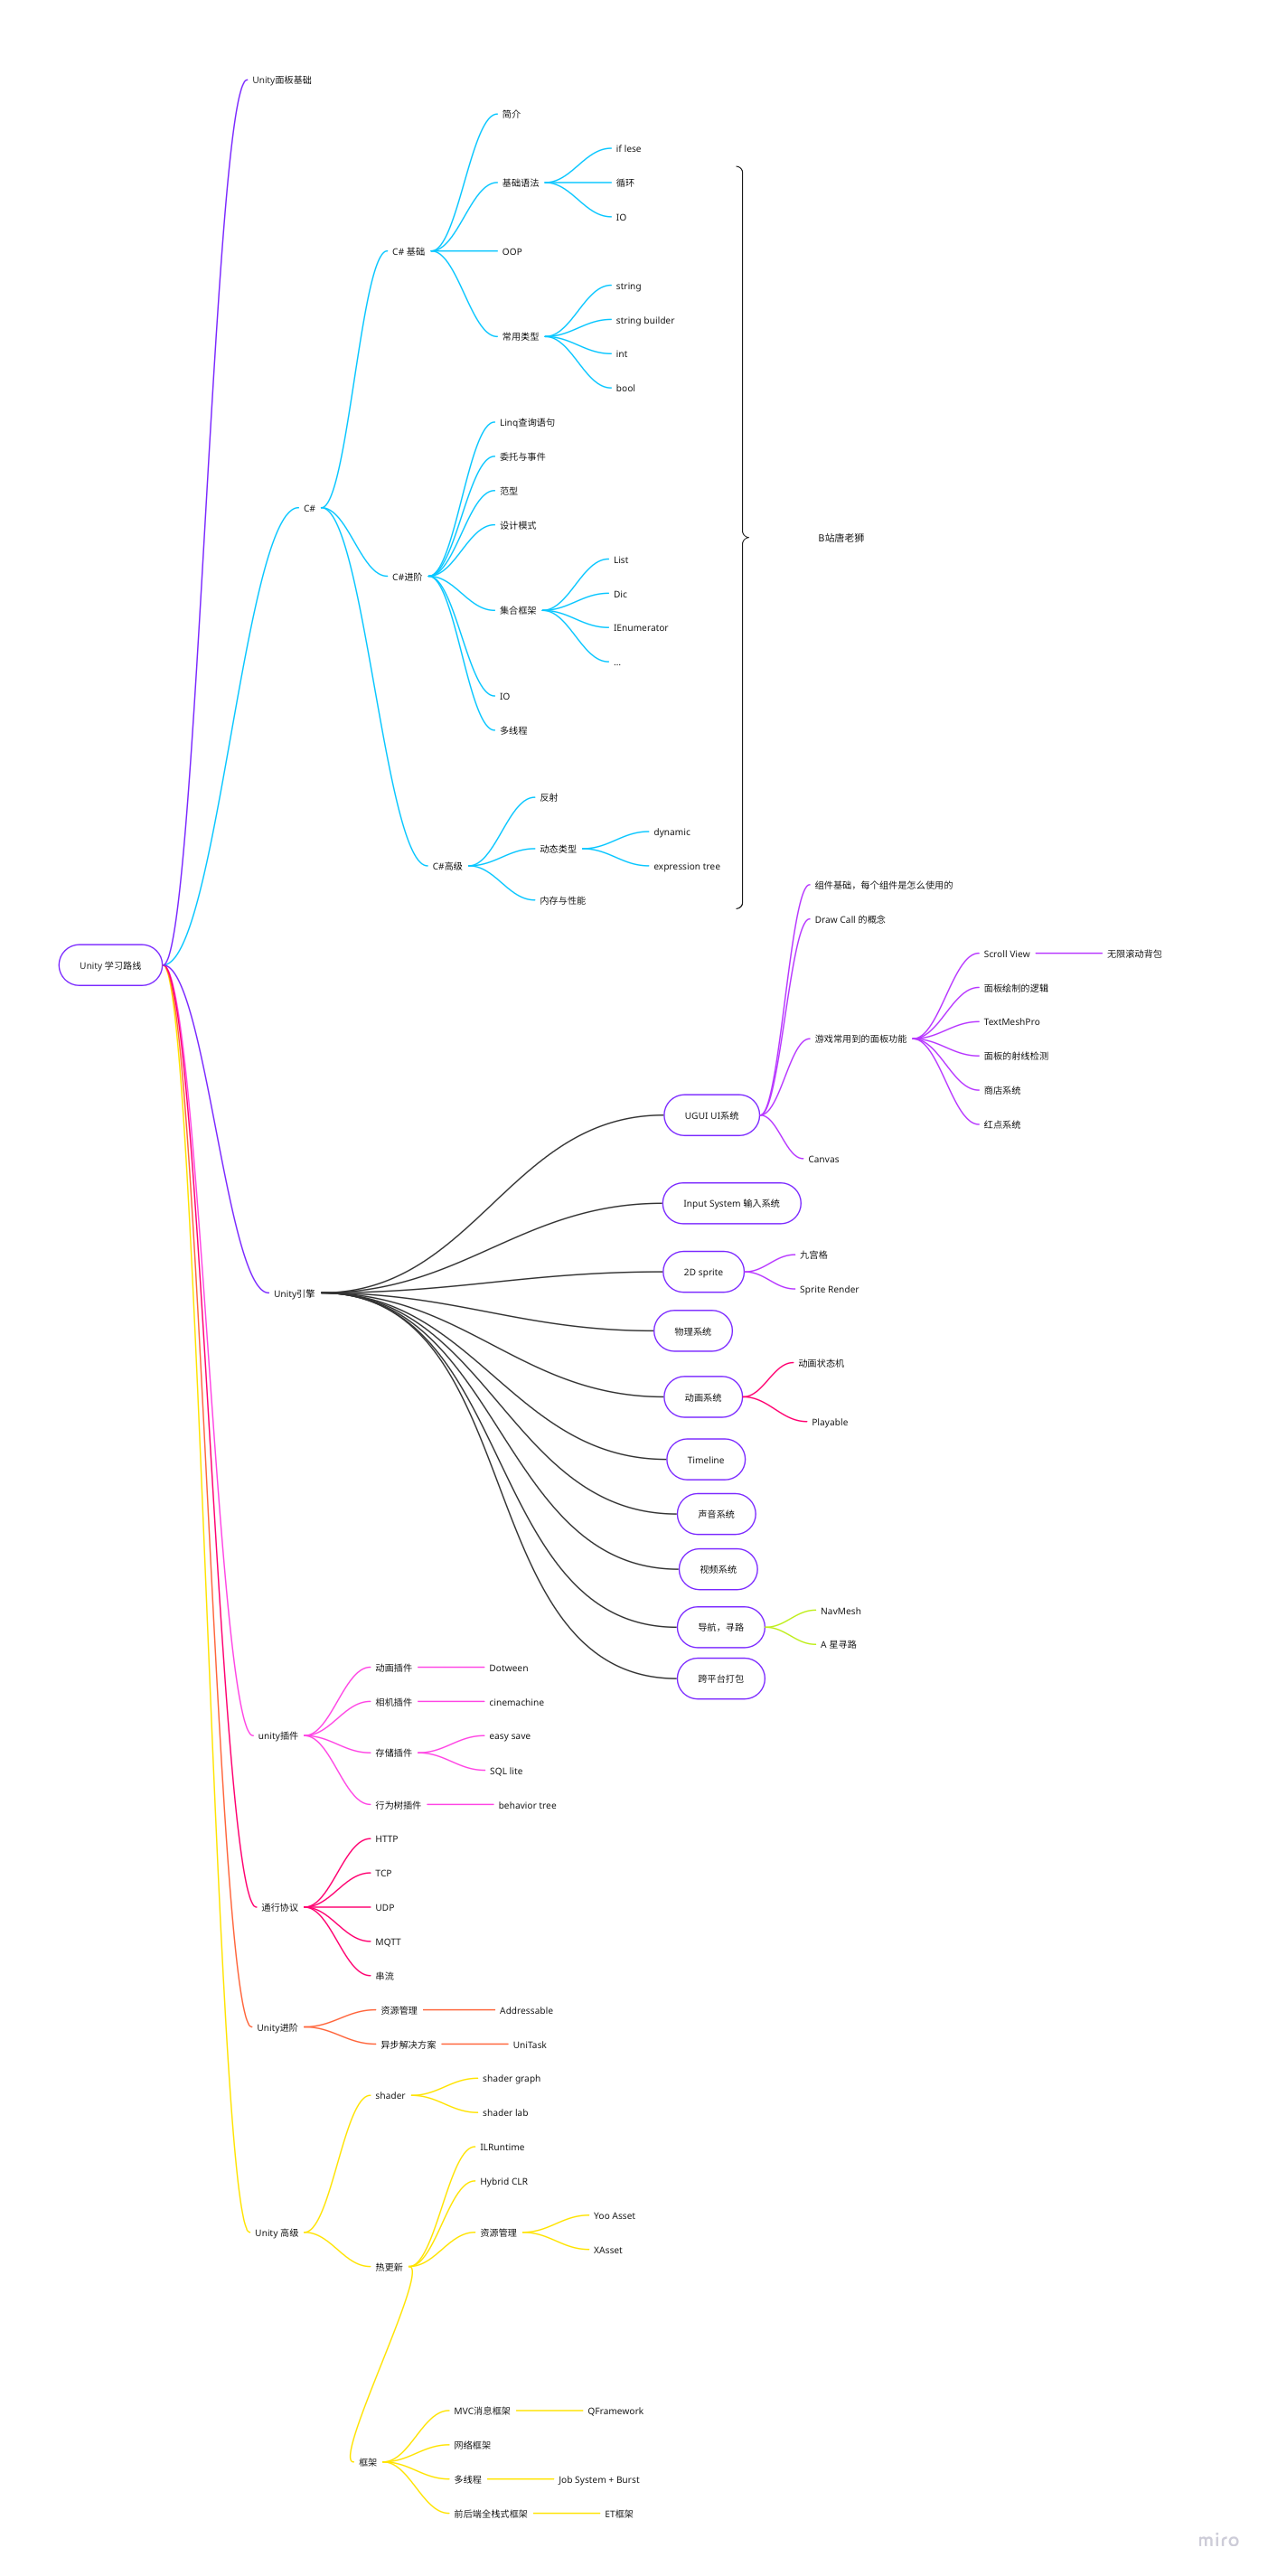 Unity面板基础
简介
if lese
基础语法
循环
IO
C# 基础
OOP
string
string builder
常用类型
int
bool
Linq查询语句
委托与事件
范型
C#
设计模式
B站唐老狮
List
C#进阶
Dic
集合框架
IEnumerator
...
IO
多线程
反射
dynamic
动态类型
C#高级
expression tree
内存与性能
组件基础，每个组件是怎么使用的
Draw Call 的概念
Unity 学习路线
Scroll View
无限滚动背包
面板绘制的逻辑
TextMeshPro
游戏常用到的面板功能
面板的射线检测
商店系统
UGUI UI系统
红点系统
Canvas
Input System 输入系统
九宫格
2D sprite
Sprite Render
Unity引擎
物理系统
动画状态机
动画系统
Playable
Timeline
声音系统
视频系统
NavMesh
导航，寻路
A 星寻路
跨平台打包
动画插件
Dotween
相机插件
cinemachine
unity插件
easy save
存储插件
SQL lite
行为树插件
behavior tree
HTTP
TCP
通行协议
UDP
MQTT
串流
资源管理
Addressable
Unity进阶
异步解决方案
UniTask
shader graph
shader
shader lab
ILRuntime
Hybrid CLR
Yoo Asset
Unity 高级
资源管理
XAsset
热更新
MVC消息框架
QFramework
网络框架
框架
多线程
Job System + Burst
前后端全栈式框架
ET框架
miro